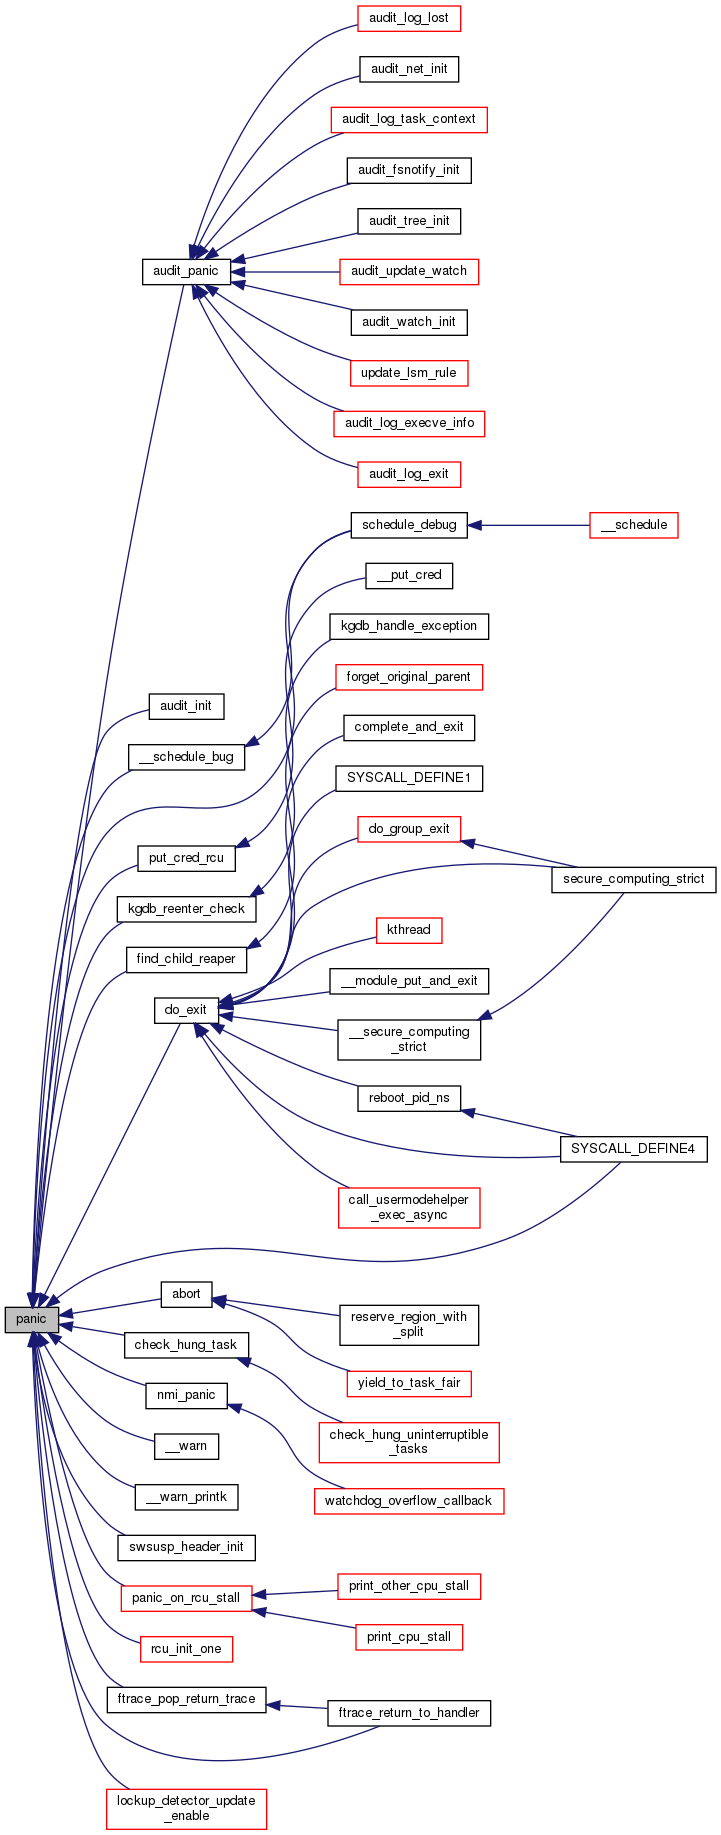 audit_log_lost
audit_net_init
audit_log_task_context
audit_fsnotify_init
audit_tree_init
audit_panic
audit_update_watch
audit_watch_init
update_lsm_rule
audit_log_execve_info
audit_log_exit
schedule_debug
__schedule
__put_cred
kgdb_handle_exception
forget_original_parent
audit_init
complete_and_exit
__schedule_bug
SYSCALL_DEFINE1
do_group_exit
put_cred_rcu
secure_computing_strict
kgdb_reenter_check
kthread
find_child_reaper
__module_put_and_exit
do_exit
__secure_computing
_strict
reboot_pid_ns
SYSCALL_DEFINE4
call_usermodehelper
_exec_async
abort
panic
reserve_region_with
_split
check_hung_task
yield_to_task_fair
nmi_panic
check_hung_uninterruptible
_tasks
__warn
__warn_printk
watchdog_overflow_callback
swsusp_header_init
print_other_cpu_stall
panic_on_rcu_stall
print_cpu_stall
rcu_init_one
ftrace_pop_return_trace
ftrace_return_to_handler
lockup_detector_update
_enable